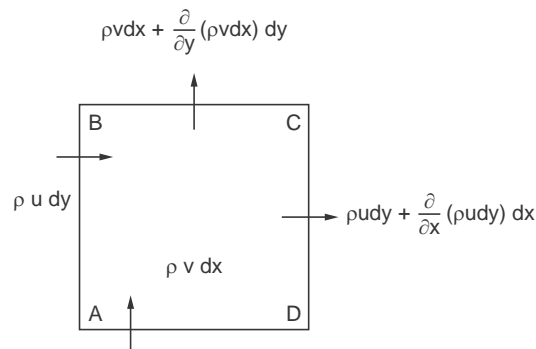 ρvdx + ∂/∂y (ρvdx) dy
B
C
ρ u dy
ρudy + ∂/∂x (ρudy) dx
ρ v dx
A
D